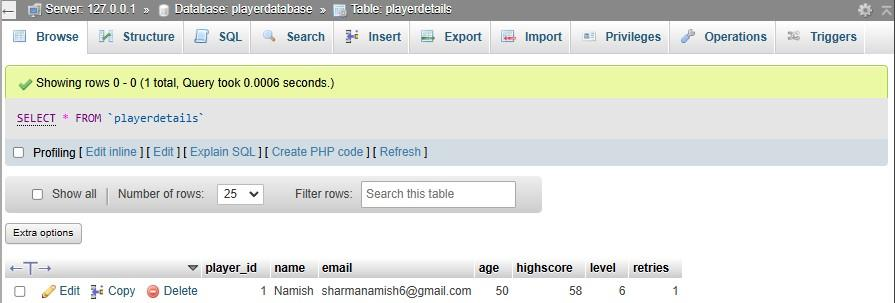 Server: 127.0.0.1 » Database: playerdatabase » Table: playerdetails
Browse Structure SQL Search Insert Export Import Privileges Operations Triggers
Showing rows 0 - 0 (1 total, Query took 0.0006 seconds.)
SELECT * FROM `playerdetails`
Profiling [ Edit inline ] [ Edit ] [ Explain SQL ] [ Create PHP code ] [ Refresh ]
Show all Number of rows: 25 Filter rows: Search this table
Extra options
player_id name email age highscore level retries
Edit Copy Delete 1 Namish sharmanamish6@gmail.com 50 58 6 1